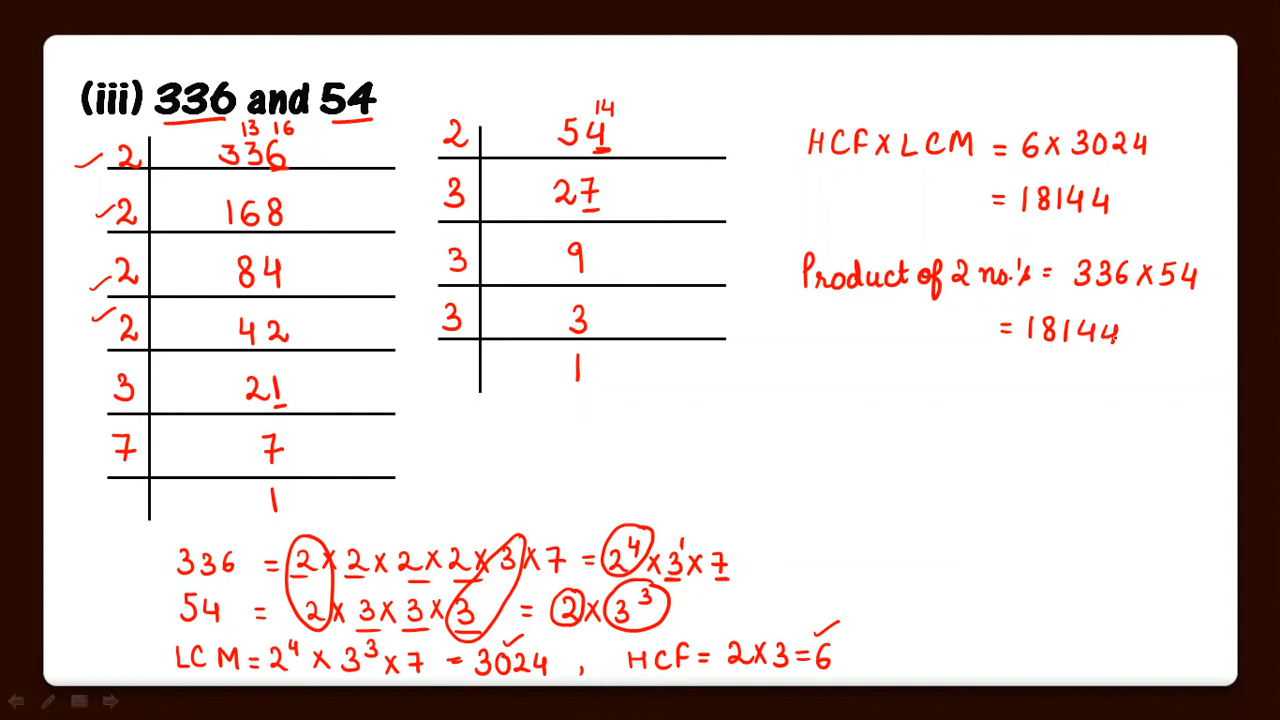 (iii) 336 and 54
13 16
2 336
2 168
2 84
2 42
3 21
7 7
1
14
2 54
3 27
3 9
3 3
1
HCF X LCM = 6 x 3024
= 18144
Product of 2 no.'s = 336 x 54
= 18144
336 = 2 x 2 x 2 x 2 x 3 x 7 = 2⁴ x 3¹ x 7
54 = 2 x 3 x 3 x 3 = 2 x 3³
LCM = 2⁴ x 3³ x 7 = 3024 , HCF = 2 x 3 = 6